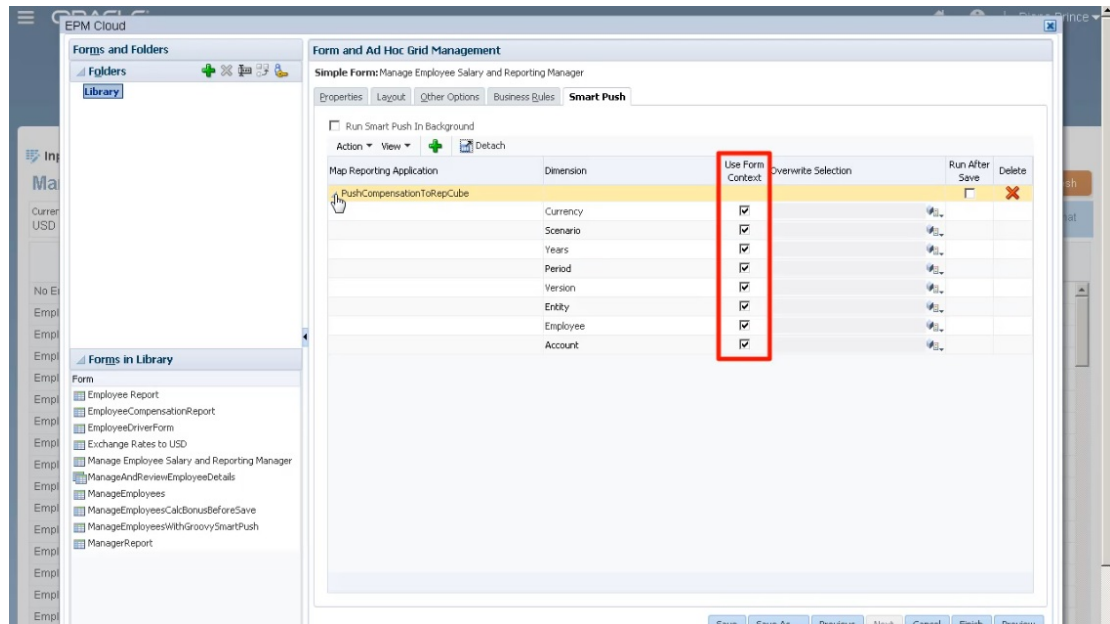 ORACLE
Prince
EPM Cloud
Forms and Folders
Folders
Library
Forms in Library
Form
Employee Report
EmployeeCompensationReport
EmployeeDriverForm
Exchange Rates to USD
Manage Employee Salary and Reporting Manager
ManageAndReviewEmployeeDetails
ManageEmployees
ManageEmployeesCalcBonusBeforeSave
ManageEmployeesWithGroovySmartPush
ManagerReport
Form and Ad Hoc Grid Management
Simple Form: Manage Employee Salary and Reporting Manager
Properties Layout Other Options Business Rules Smart Push
Run Smart Push In Background
Action View Detach
Map Reporting Application Dimension Use Form Context Overwrite Selection Run After Save Delete
PushCompensationToRepCube
Currency
Scenario
Years
Period
Version
Entity
Employee
Account
Save Save As... Previous Next Cancel Finish Preview
USD